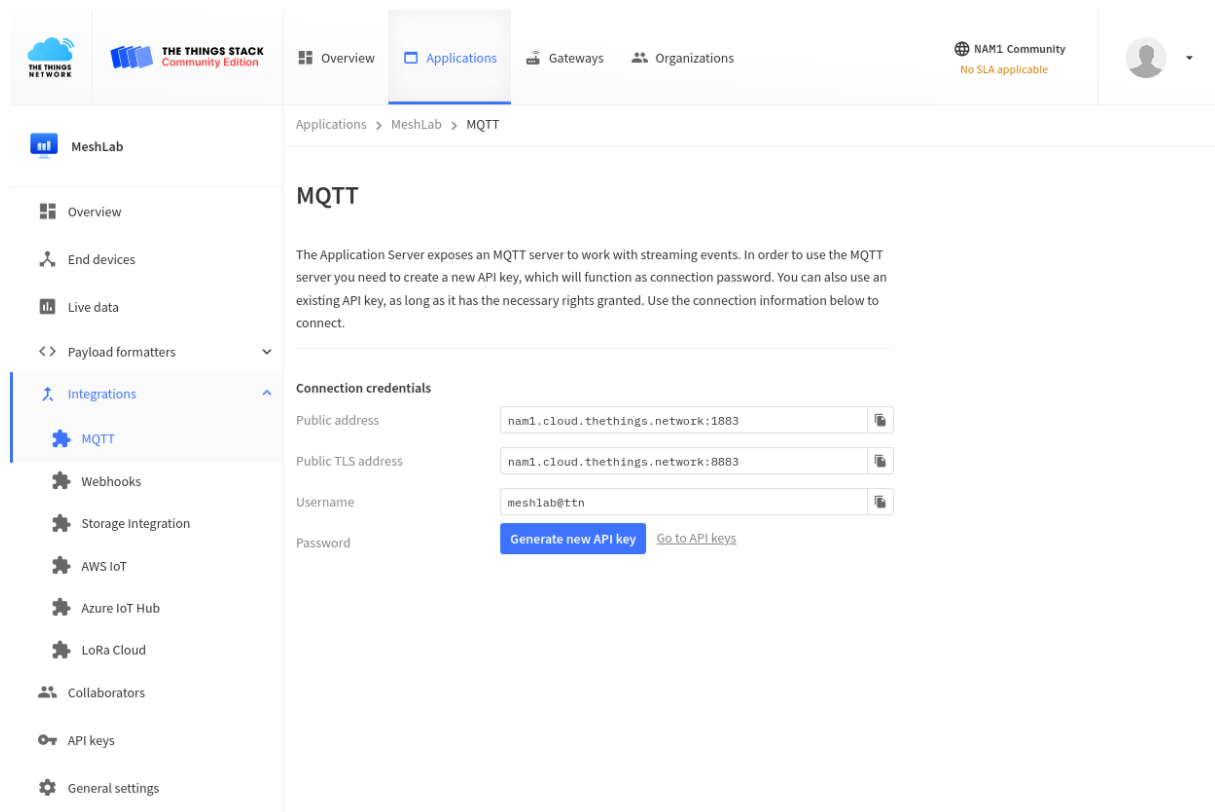 THE THINGS NETWORK
THE THINGS STACK
Community Edition
Overview
Applications
Gateways
Organizations
NAM1 Community
No SLA applicable
MeshLab
Overview
End devices
Live data
Payload formatters
Integrations
MQTT
Webhooks
Storage Integration
AWS IoT
Azure IoT Hub
LoRa Cloud
Collaborators
API keys
General settings
Applications > MeshLab > MQTT
MQTT
The Application Server exposes an MQTT server to work with streaming events. In order to use the MQTT
server you need to create a new API key, which will function as connection password. You can also use an
existing API key, as long as it has the necessary rights granted. Use the connection information below to
connect.
Connection credentials
Public address nam1.cloud.thethings.network:1883
Public TLS address nam1.cloud.thethings.network:8883
Username meshlab@ttn
Password Generate new API key Go to API keys